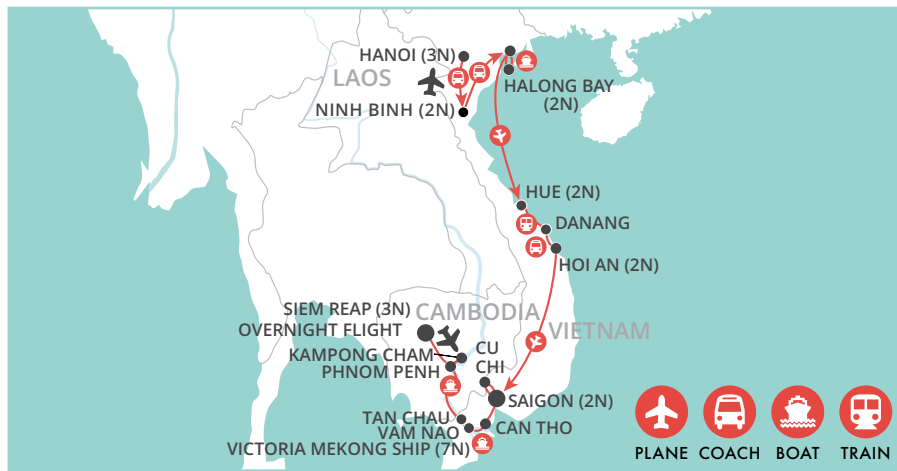 HANOI (3N)
LAOS
HALONG BAY
(2N)
NINH BINH (2N)
HUE (2N)
DANANG
HOI AN (2N)
SIEM REAP (3N)
OVERNIGHT FLIGHT
CAMBODIA
VIETNAM
KAMPONG CHAM
PHNOM PENH
CU
CHI
SAIGON (2N)
TAN CHAU
VAM NAO
CAN THO
VICTORIA MEKONG SHIP (7N)
PLANE COACH BOAT TRAIN